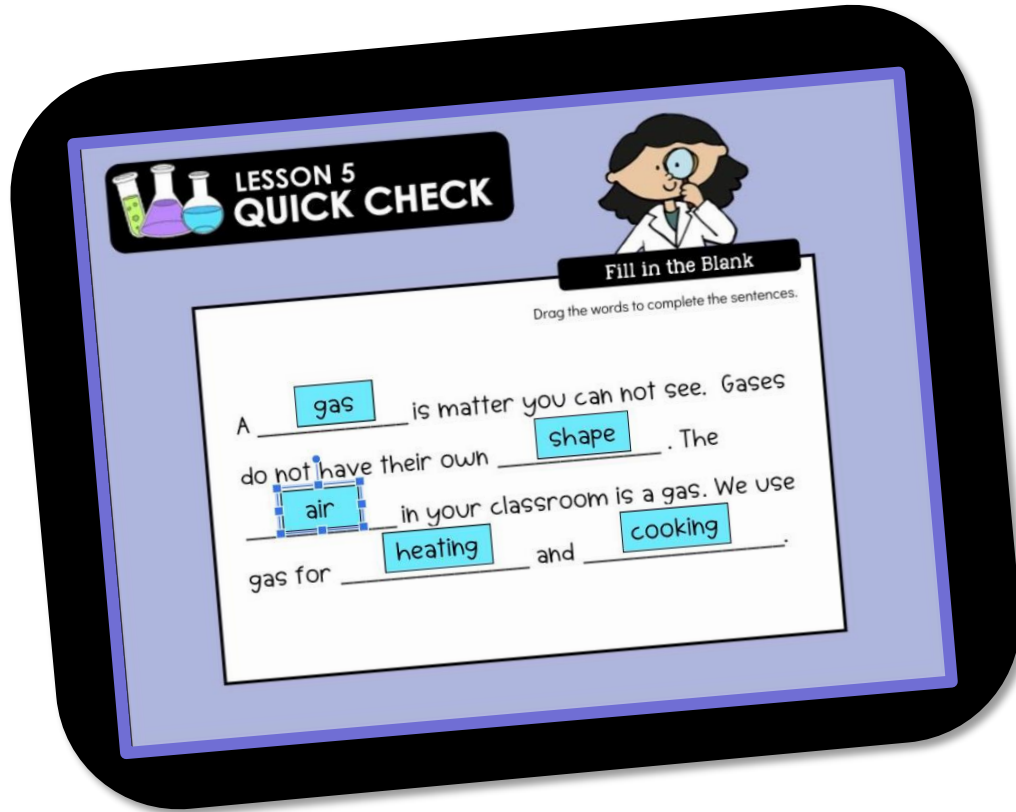 LESSON 5
QUICK CHECK
Fill in the Blank
Drag the words to complete the sentences.
A gas is matter you can not see. Gases
do not have their own shape. The
air in your classroom is a gas. We use
gas for heating and cooking.